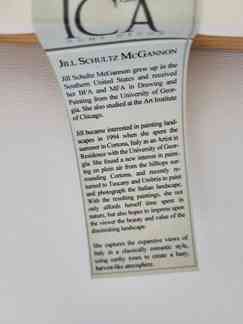 ICA
JILL SCHULTZ MCGANNON
Jill Schultz McGannon grew up in the
Southern United States and received
her BFA and MFA in Drawing and
Painting from the University of Geor-
gia. She also studied at the Art Institute
of Chicago.
Jill became interested in painting land-
scapes in 1994 when she spent the
summer in Cortona, Italy as an Artist in
Residence with the University of Geor-
gia. She found a new interest in paint-
ing en plein air from the hilltops sur-
rounding Cortona, and recently re-
turned to Tuscany and Umbria to paint
and photograph the Italian landscape.
With the resulting paintings, she not
only affords herself time spent in
nature, but also hopes to impress upon
the viewer the beauty and value of the
diminishing landscape.
She captures the expansive views of
Italy in a classically romantic style,
using earthy tones to create a hazy,
harvest-like atmosphere.